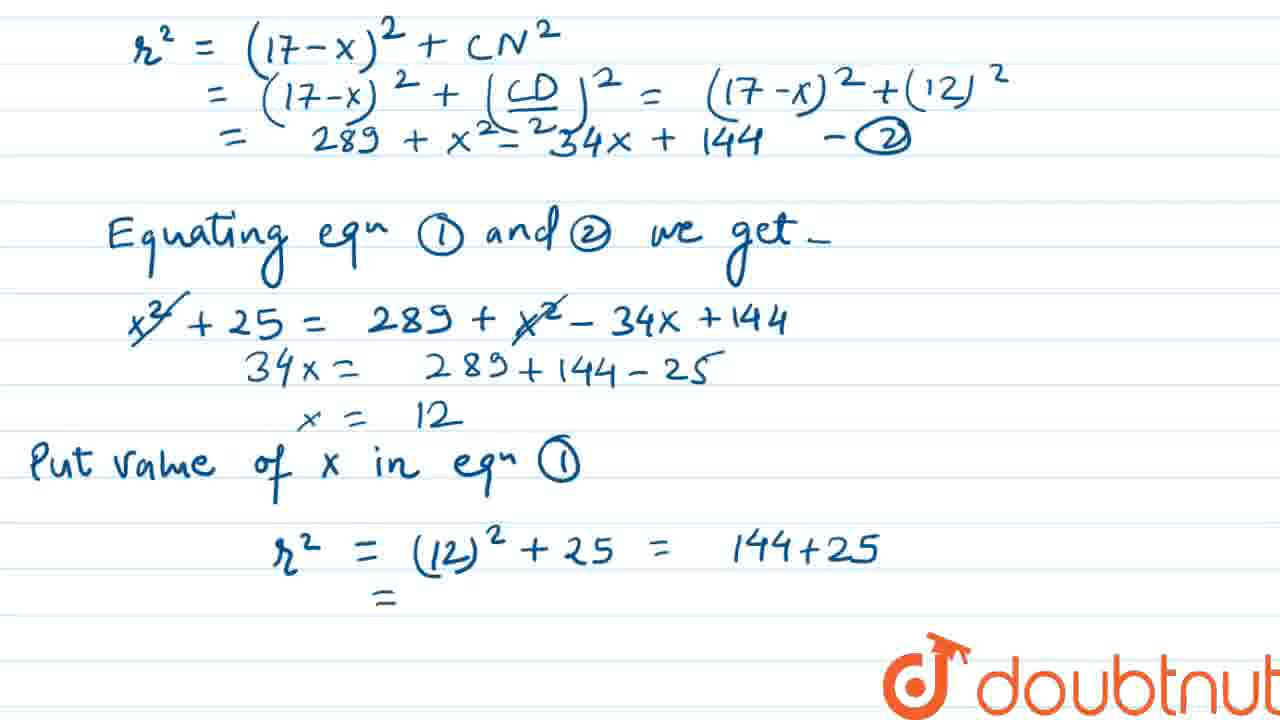 r² = (17-x)² + CN²
= (17-x)² + (CD/2)² = (17-x)² + (12)²
= 289 + x² - 34x + 144 - ②
Equating eqn ① and ② we get -
x² + 25 = 289 + x² - 34x + 144
34x = 289 + 144 - 25
x = 12
Put value of x in eqn ①
r² = (12)² + 25 = 144 + 25
=
doubtnut